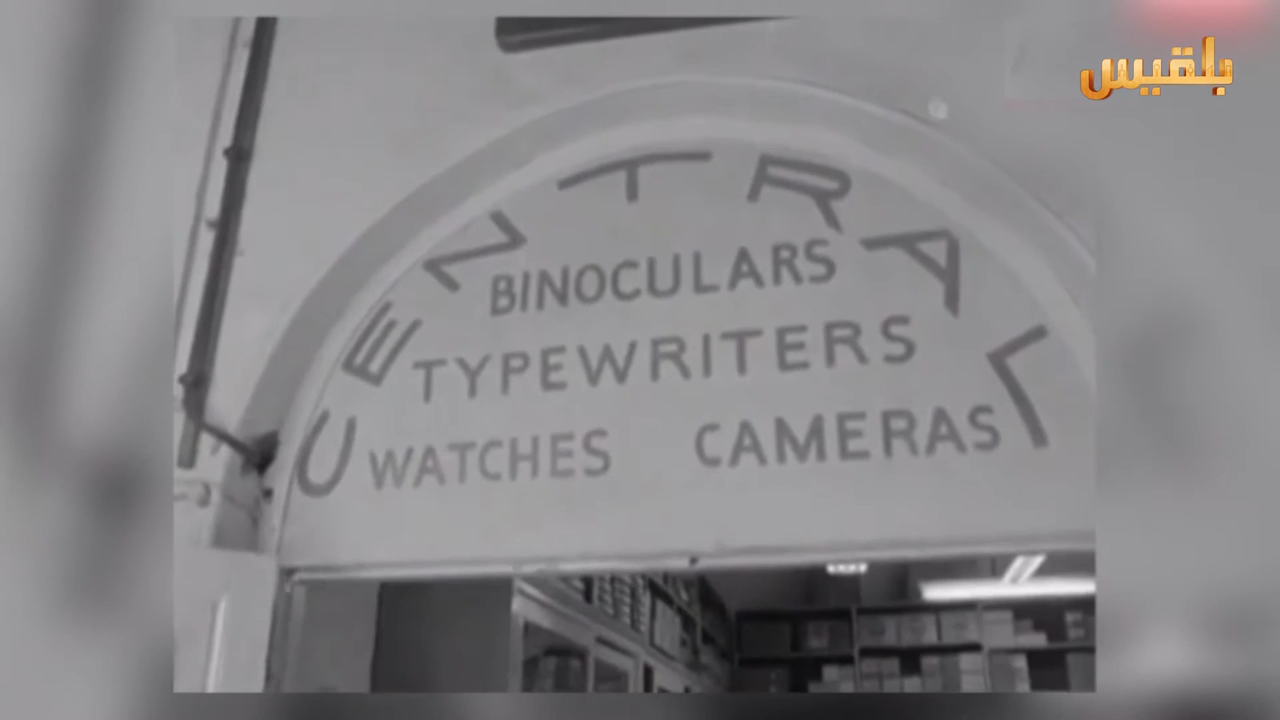 بلقيس
CENTRAL
BINOCULARS
TYPEWRITERS
WATCHES CAMERAS